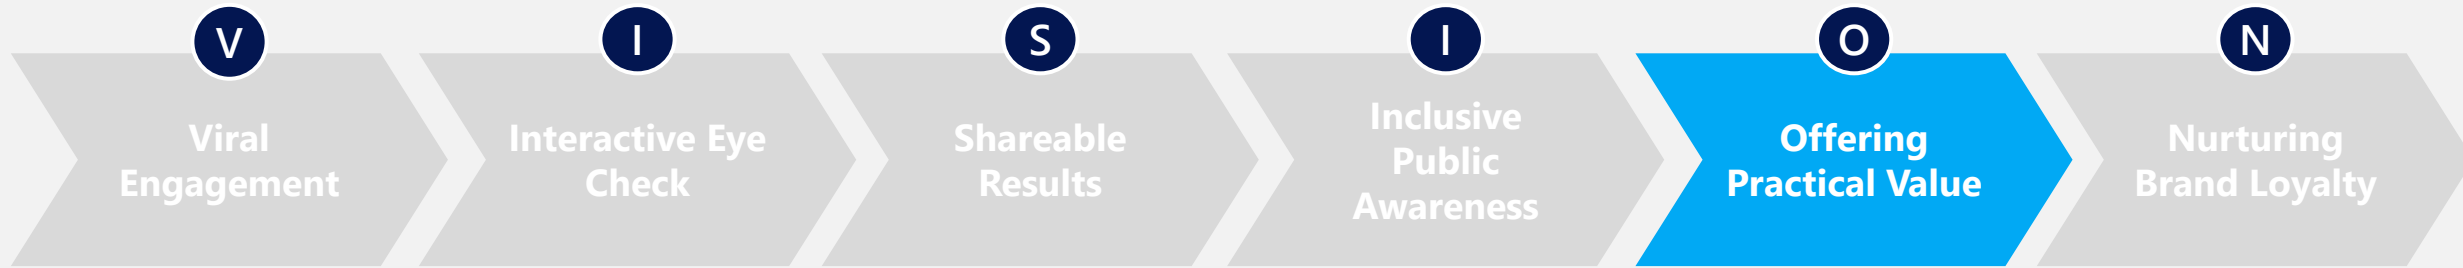 V
I
S
I
O
N
Viral
Engagement
Interactive Eye
Check
Shareable
Results
Inclusive
Public
Awareness
Offering
Practical Value
Nurturing
Brand Loyalty